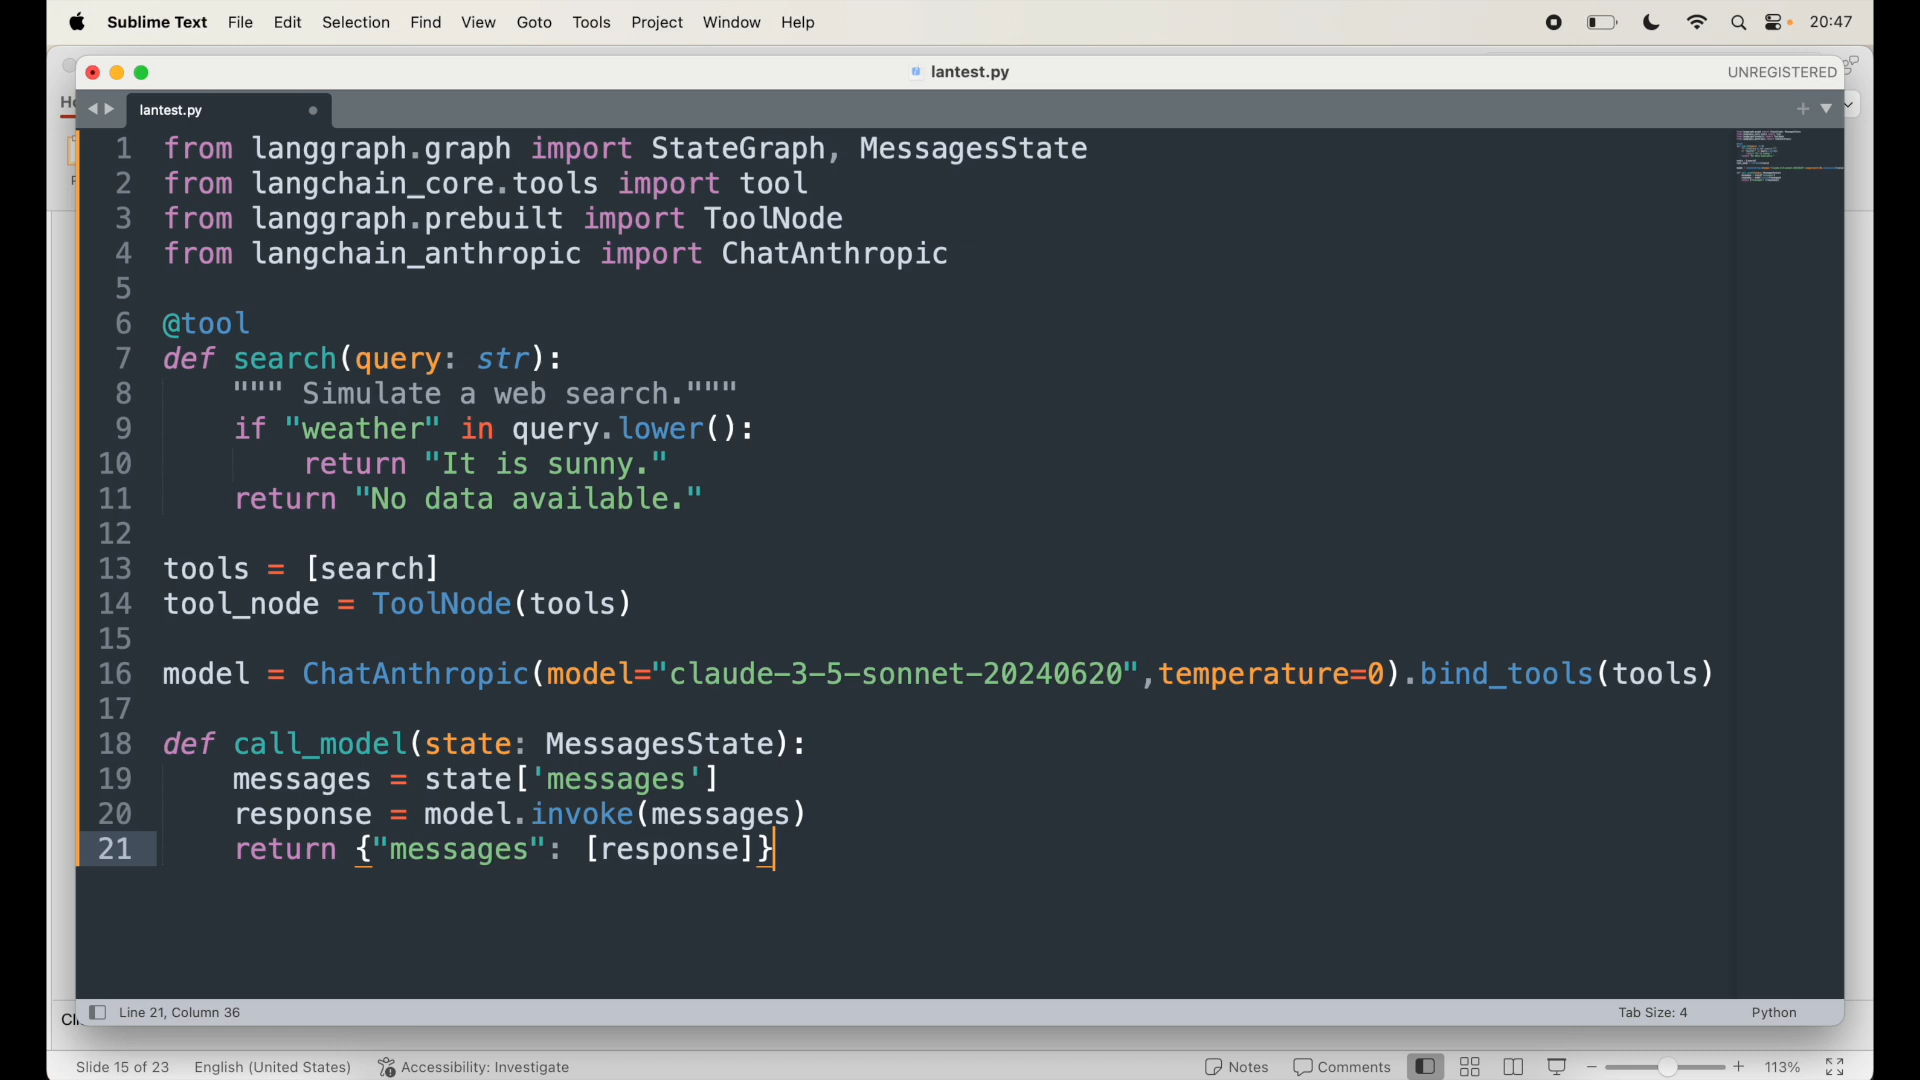 Sublime Text File Edit Selection Find View Goto Tools Project Window Help 20:47
lantest.py UNREGISTERED
lantest.py
1 from langgraph.graph import StateGraph, MessagesState
2 from langchain_core.tools import tool
3 from langgraph.prebuilt import ToolNode
4 from langchain_anthropic import ChatAnthropic
5
6 @tool
7 def search(query: str):
8     """ Simulate a web search."""
9     if "weather" in query.lower():
10         return "It is sunny."
11     return "No data available."
12
13 tools = [search]
14 tool_node = ToolNode(tools)
15
16 model = ChatAnthropic(model="claude-3-5-sonnet-20240620",temperature=0).bind_tools(tools)
17
18 def call_model(state: MessagesState):
19     messages = state['messages']
20     response = model.invoke(messages)
21     return {"messages": [response]}
Line 21, Column 36 Tab Size: 4 Python
Slide 15 of 23 English (United States) Accessibility: Investigate Notes Comments 113%